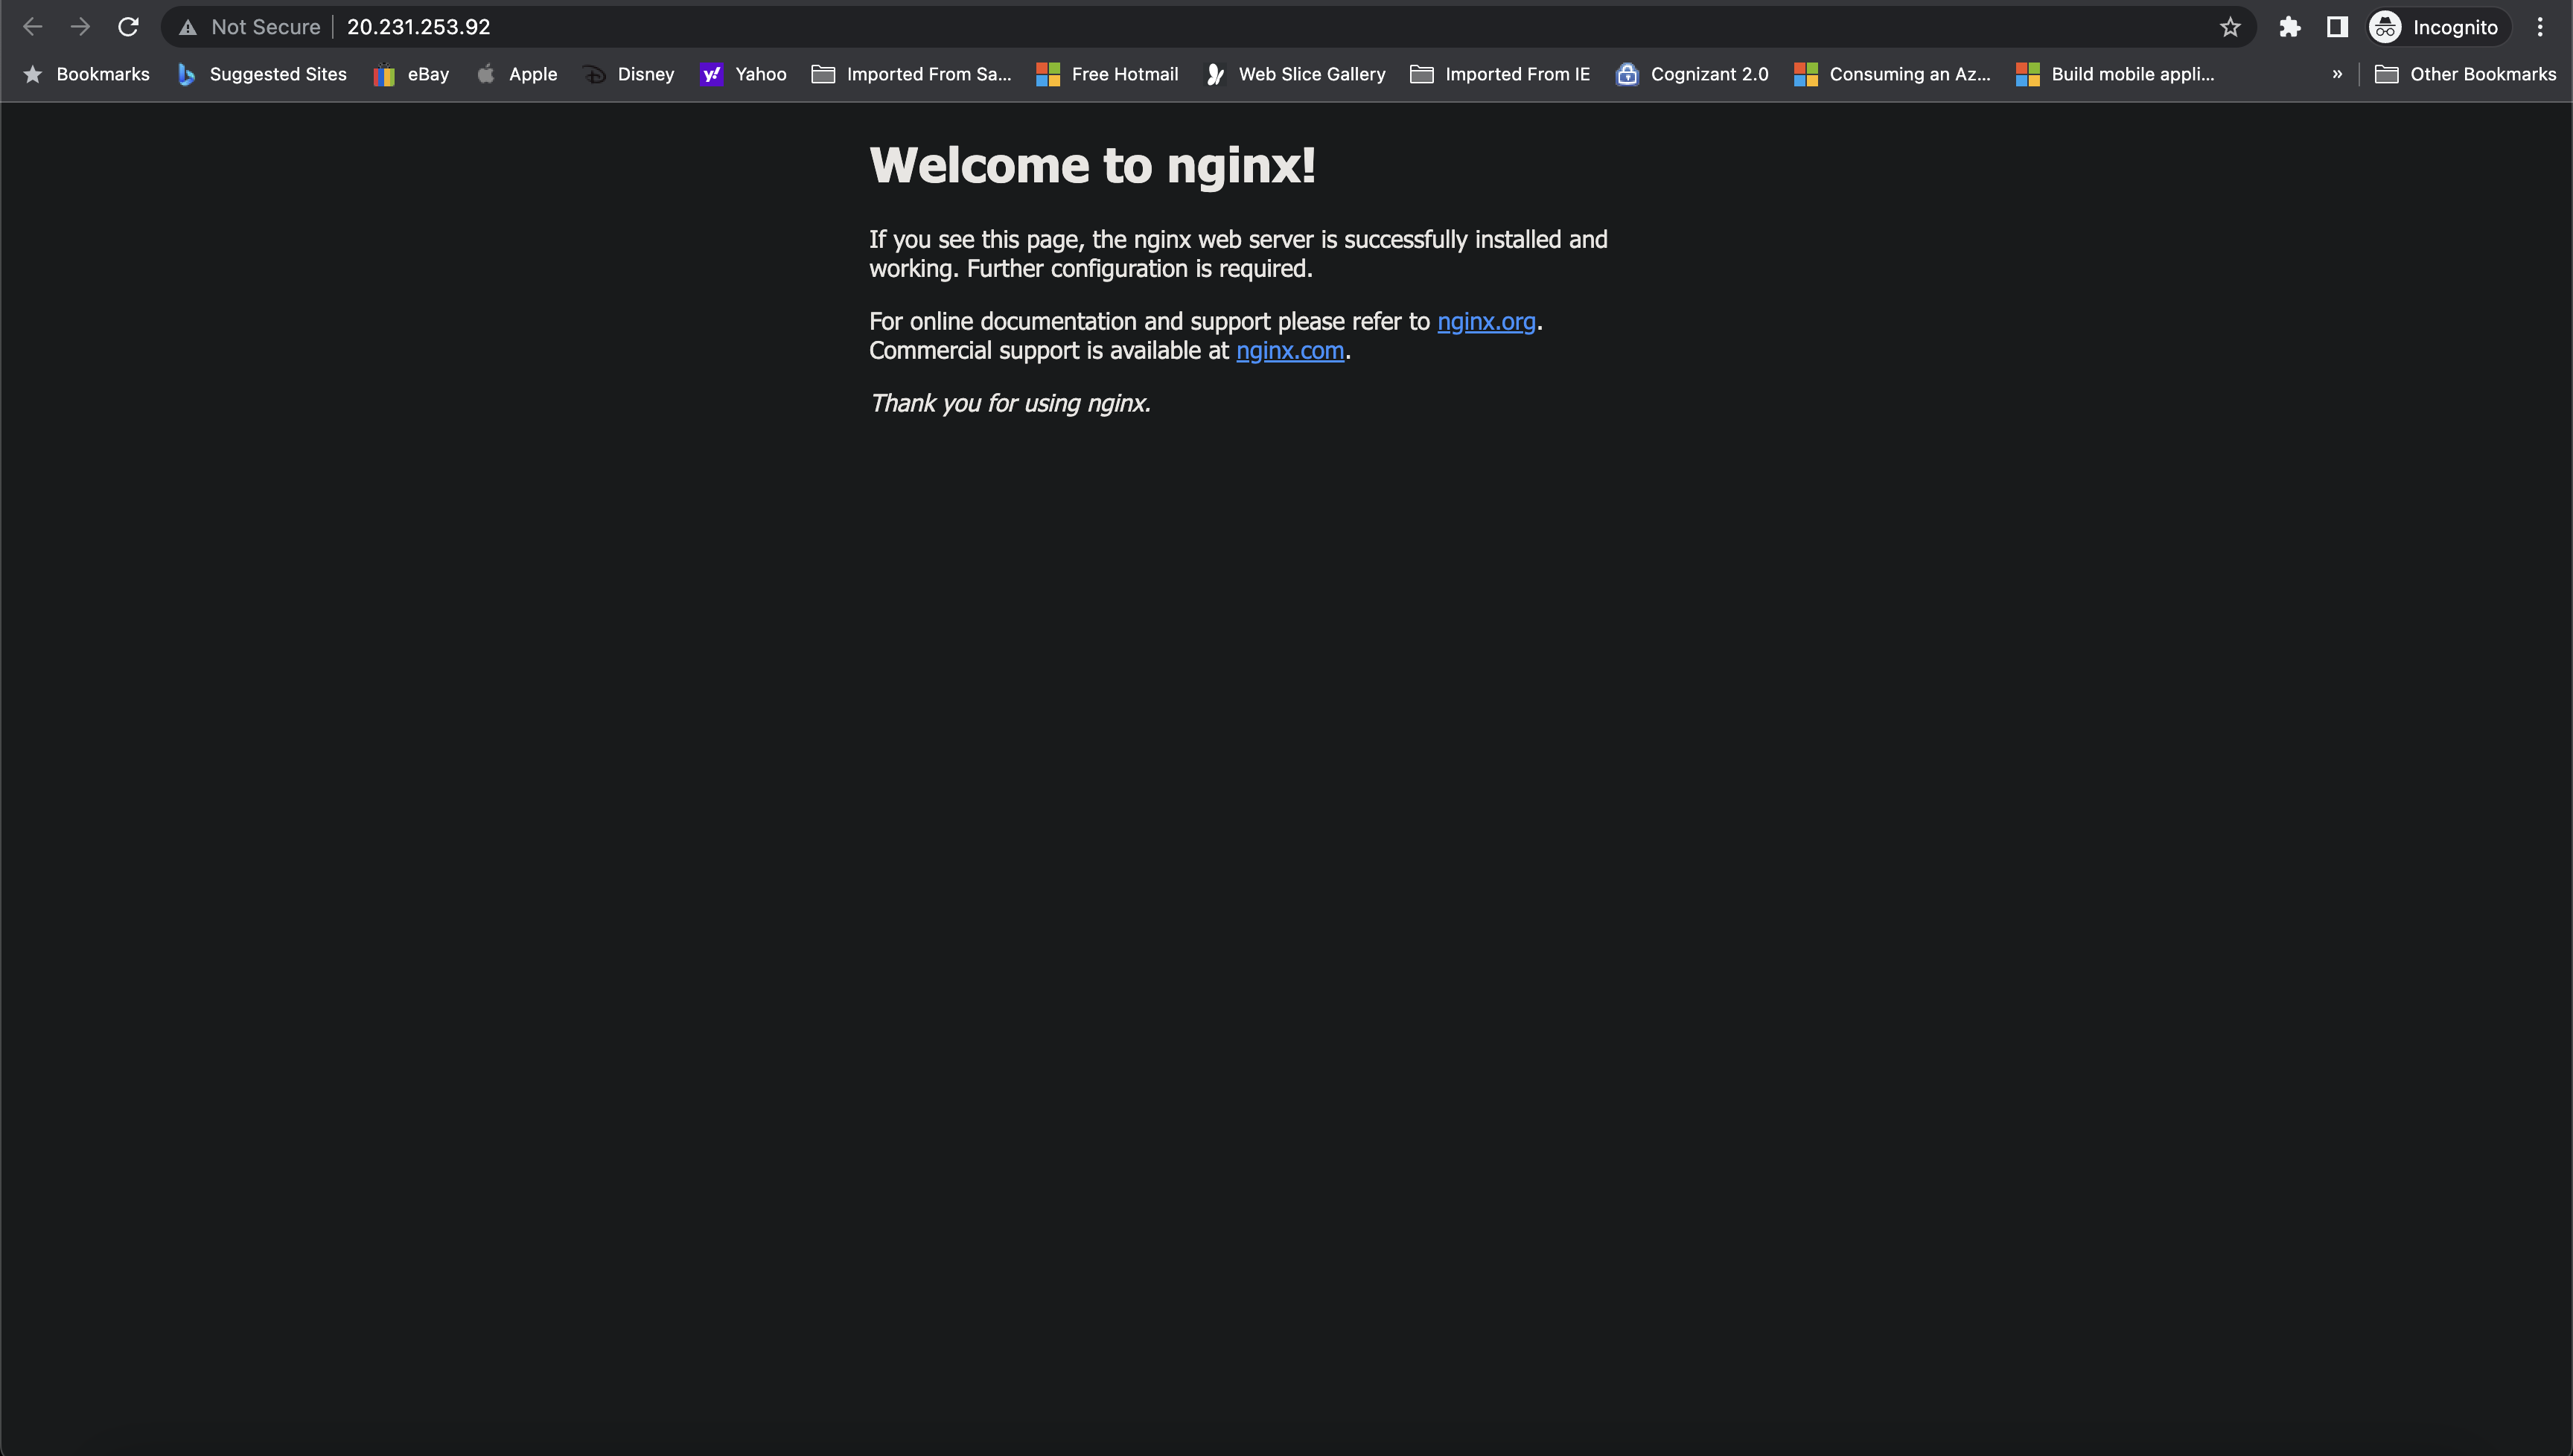 Not Secure 20.231.253.92 Incognito
Bookmarks Suggested Sites eBay Apple Disney Yahoo Imported From Sa... Free Hotmail Web Slice Gallery Imported From IE Cognizant 2.0 Consuming an Az... Build mobile appli... » Other Bookmarks
Welcome to nginx!
If you see this page, the nginx web server is successfully installed and
working. Further configuration is required.
For online documentation and support please refer to nginx.org.
Commercial support is available at nginx.com.
Thank you for using nginx.